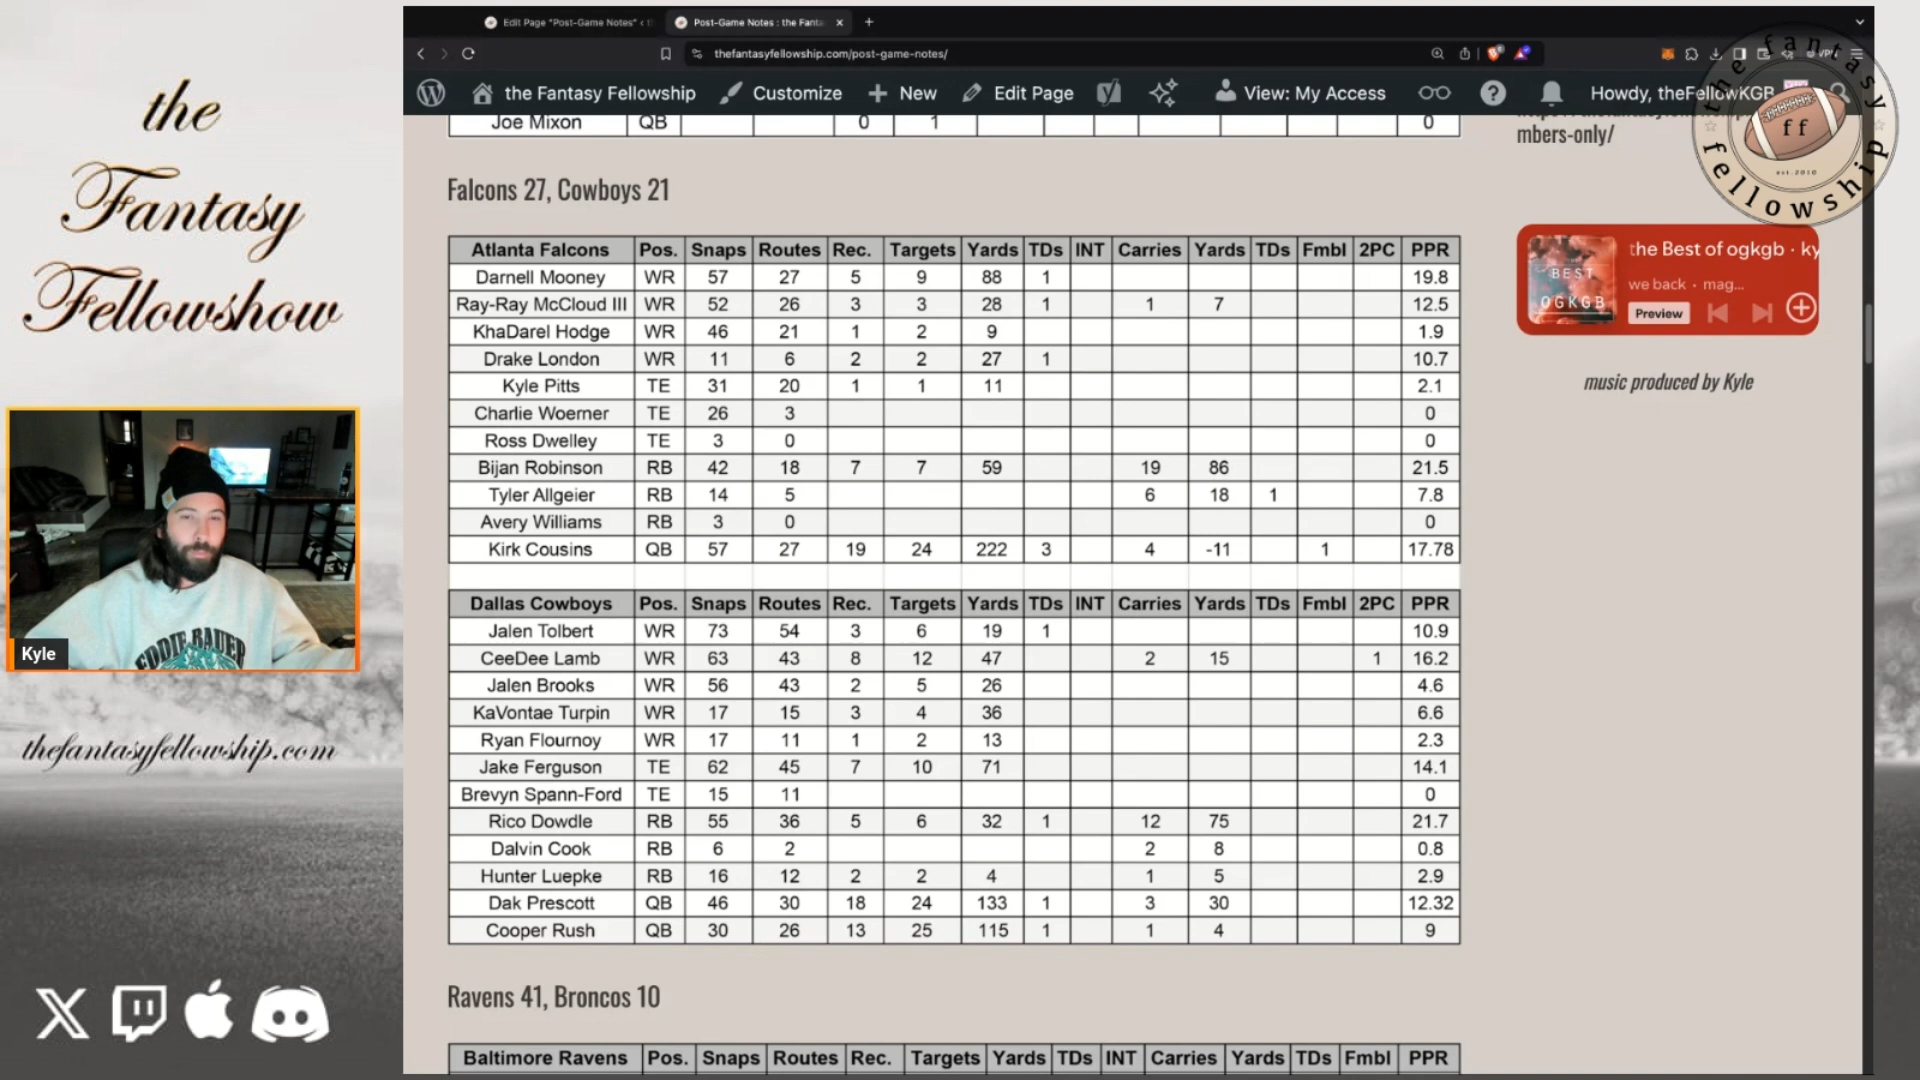 the
Fantasy
Fellowshow
Kyle
thefantasyfellowship.com
Edit Page "Post-Game Notes" ‹ t
Post-Game Notes : the Fanta
thefantasyfellowship.com/post-game-notes/
VPN
the Fantasy Fellowship Customize New Edit Page View: My Access Howdy, theFellowKGB
mbers-only/
the fantasy fellowship
ff
est. 2010
Joe Mixon QB 0 1 0
Falcons 27, Cowboys 21
Atlanta Falcons Pos. Snaps Routes Rec. Targets Yards TDs INT Carries Yards TDs Fmbl 2PC PPR
Darnell Mooney WR 57 27 5 9 88 1 19.8
Ray-Ray McCloud III WR 52 26 3 3 28 1 1 7 12.5
KhaDarel Hodge WR 46 21 1 2 9 1.9
Drake London WR 11 6 2 2 27 1 10.7
Kyle Pitts TE 31 20 1 1 11 2.1
Charlie Woerner TE 26 3 0
Ross Dwelley TE 3 0 0
Bijan Robinson RB 42 18 7 7 59 19 86 21.5
Tyler Allgeier RB 14 5 6 18 1 7.8
Avery Williams RB 3 0 0
Kirk Cousins QB 57 27 19 24 222 3 4 -11 1 17.78
Dallas Cowboys Pos. Snaps Routes Rec. Targets Yards TDs INT Carries Yards TDs Fmbl 2PC PPR
Jalen Tolbert WR 73 54 3 6 19 1 10.9
CeeDee Lamb WR 63 43 8 12 47 2 15 1 16.2
Jalen Brooks WR 56 43 2 5 26 4.6
KaVontae Turpin WR 17 15 3 4 36 6.6
Ryan Flournoy WR 17 11 1 2 13 2.3
Jake Ferguson TE 62 45 7 10 71 14.1
Brevyn Spann-Ford TE 15 11 0
Rico Dowdle RB 55 36 5 6 32 1 12 75 21.7
Dalvin Cook RB 6 2 2 8 0.8
Hunter Luepke RB 16 12 2 2 4 1 5 2.9
Dak Prescott QB 46 30 18 24 133 1 3 30 12.32
Cooper Rush QB 30 26 13 25 115 1 1 4 9
Ravens 41, Broncos 10
Baltimore Ravens Pos. Snaps Routes Rec. Targets Yards TDs INT Carries Yards TDs Fmbl PPR
BEST
OGKGB
the Best of ogkgb · ky
we back · mag...
Preview
music produced by Kyle
EDDIE BAUER